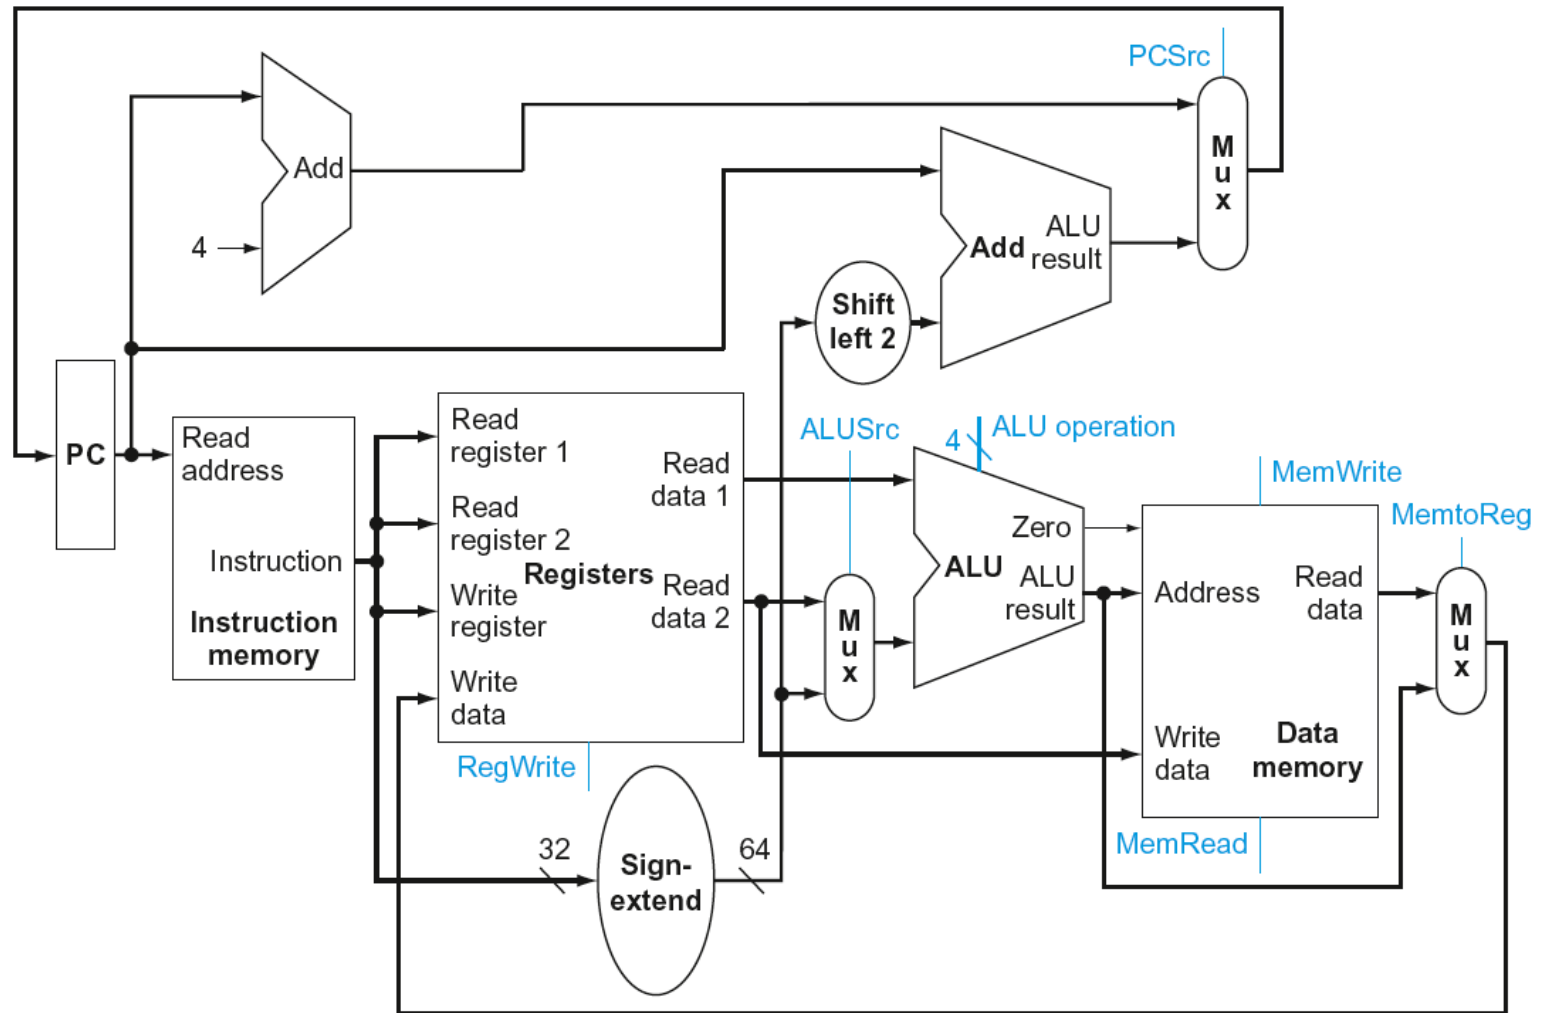 PCSrc
M
u
x
Add
4
Add
ALU
result
Shift
left 2
PC
Read
address
Instruction
Instruction
memory
Read
register 1
Read
register 2
Write
register
Write
data
Registers
Read
data 1
Read
data 2
RegWrite
ALUSrc
M
u
x
4
ALU operation
Zero
ALU
ALU
result
MemWrite
MemtoReg
Address
Read
data
Write
data
Data
memory
MemRead
M
u
x
32
Sign-
extend
64